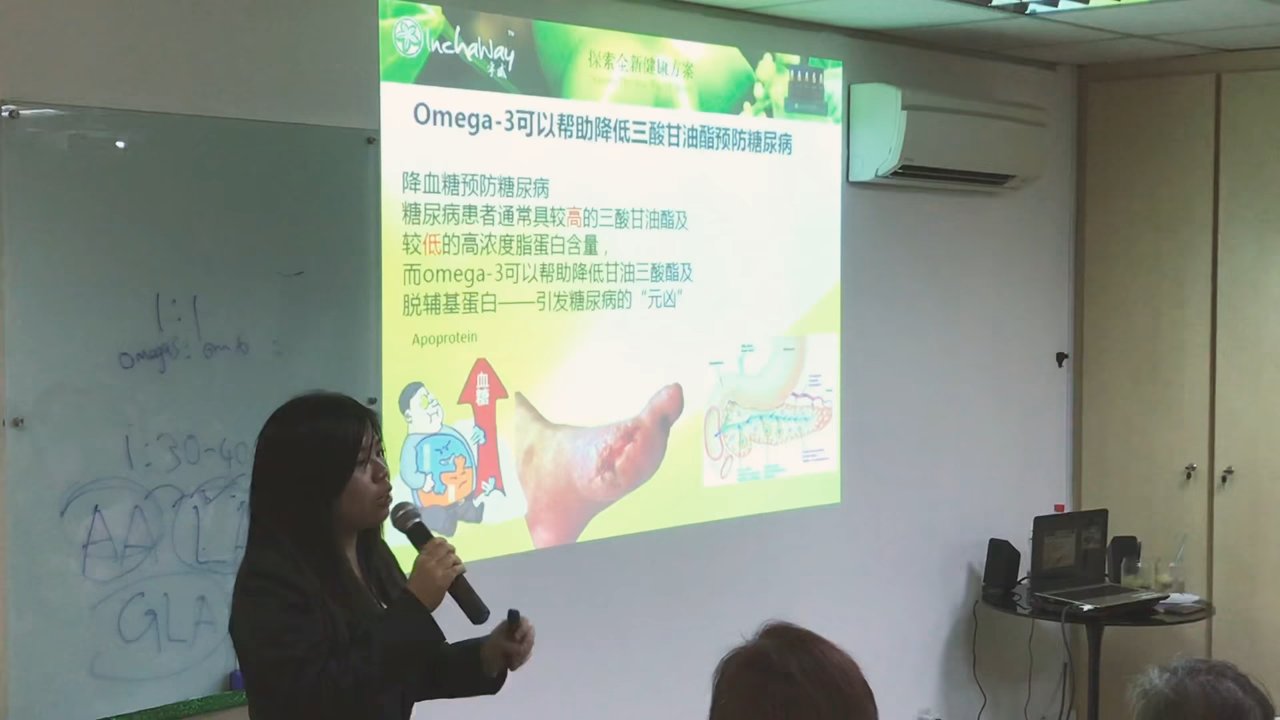 InchaWay
探索全新健康方案
Omega-3可以帮助降低三酸甘油酯预防糖尿病
降血糖预防糖尿病
糖尿病患者通常具较高的三酸甘油酯及
较低的高浓度脂蛋白含量，
而omega-3可以帮助降低甘油三酸酯及
脱辅基蛋白——引发糖尿病的“元凶”
Apoprotein
血糖
1:1
1:30-40
AA
GLA